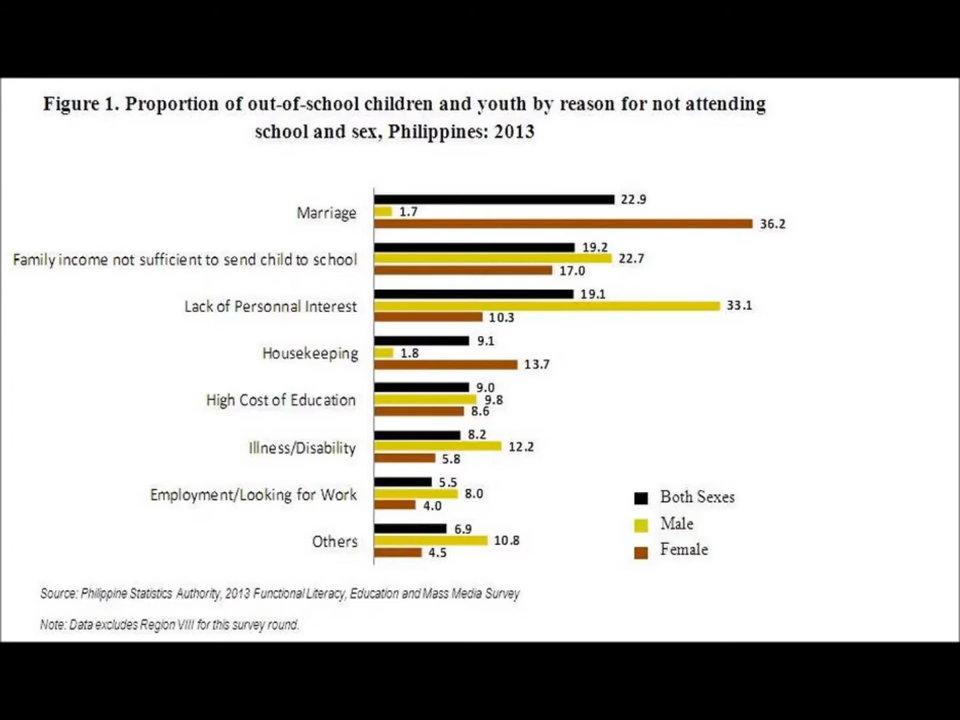 Figure 1. Proportion of out-of-school children and youth by reason for not attending
school and sex, Philippines: 2013
Marriage
22.9
1.7
36.2
Family income not sufficient to send child to school
19.2
22.7
17.0
Lack of Personnal Interest
19.1
33.1
10.3
Housekeeping
9.1
1.8
13.7
High Cost of Education
9.0
9.8
8.6
Illness/Disability
8.2
12.2
5.8
Employment/Looking for Work
5.5
8.0
4.0
Others
6.9
10.8
4.5
Both Sexes
Male
Female
Source: Philippine Statistics Authority, 2013 Functional Literacy, Education and Mass Media Survey
Note: Data excludes Region VIII for this survey round.